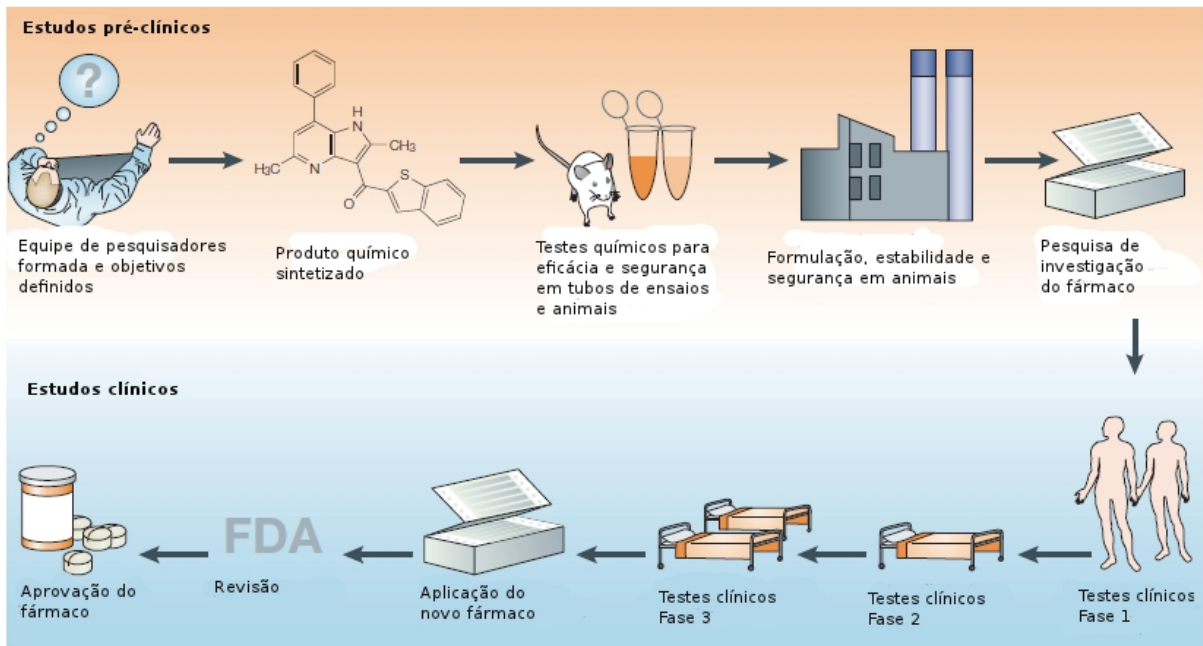 Estudos pré-clínicos
?
N
H
CH₃
H₃C
N
S
O
Equipe de pesquisadores
formada e objetivos
definidos
Produto químico
sintetizado
Testes químicos para
eficácia e segurança
em tubos de ensaios
e animais
Formulação, estabilidade e
segurança em animais
Pesquisa de
investigação
do fármaco
Estudos clínicos
Testes clínicos
Fase 1
Testes clínicos
Fase 2
Testes clínicos
Fase 3
Aplicação do
novo fármaco
FDA
Revisão
Aprovação do
fármaco